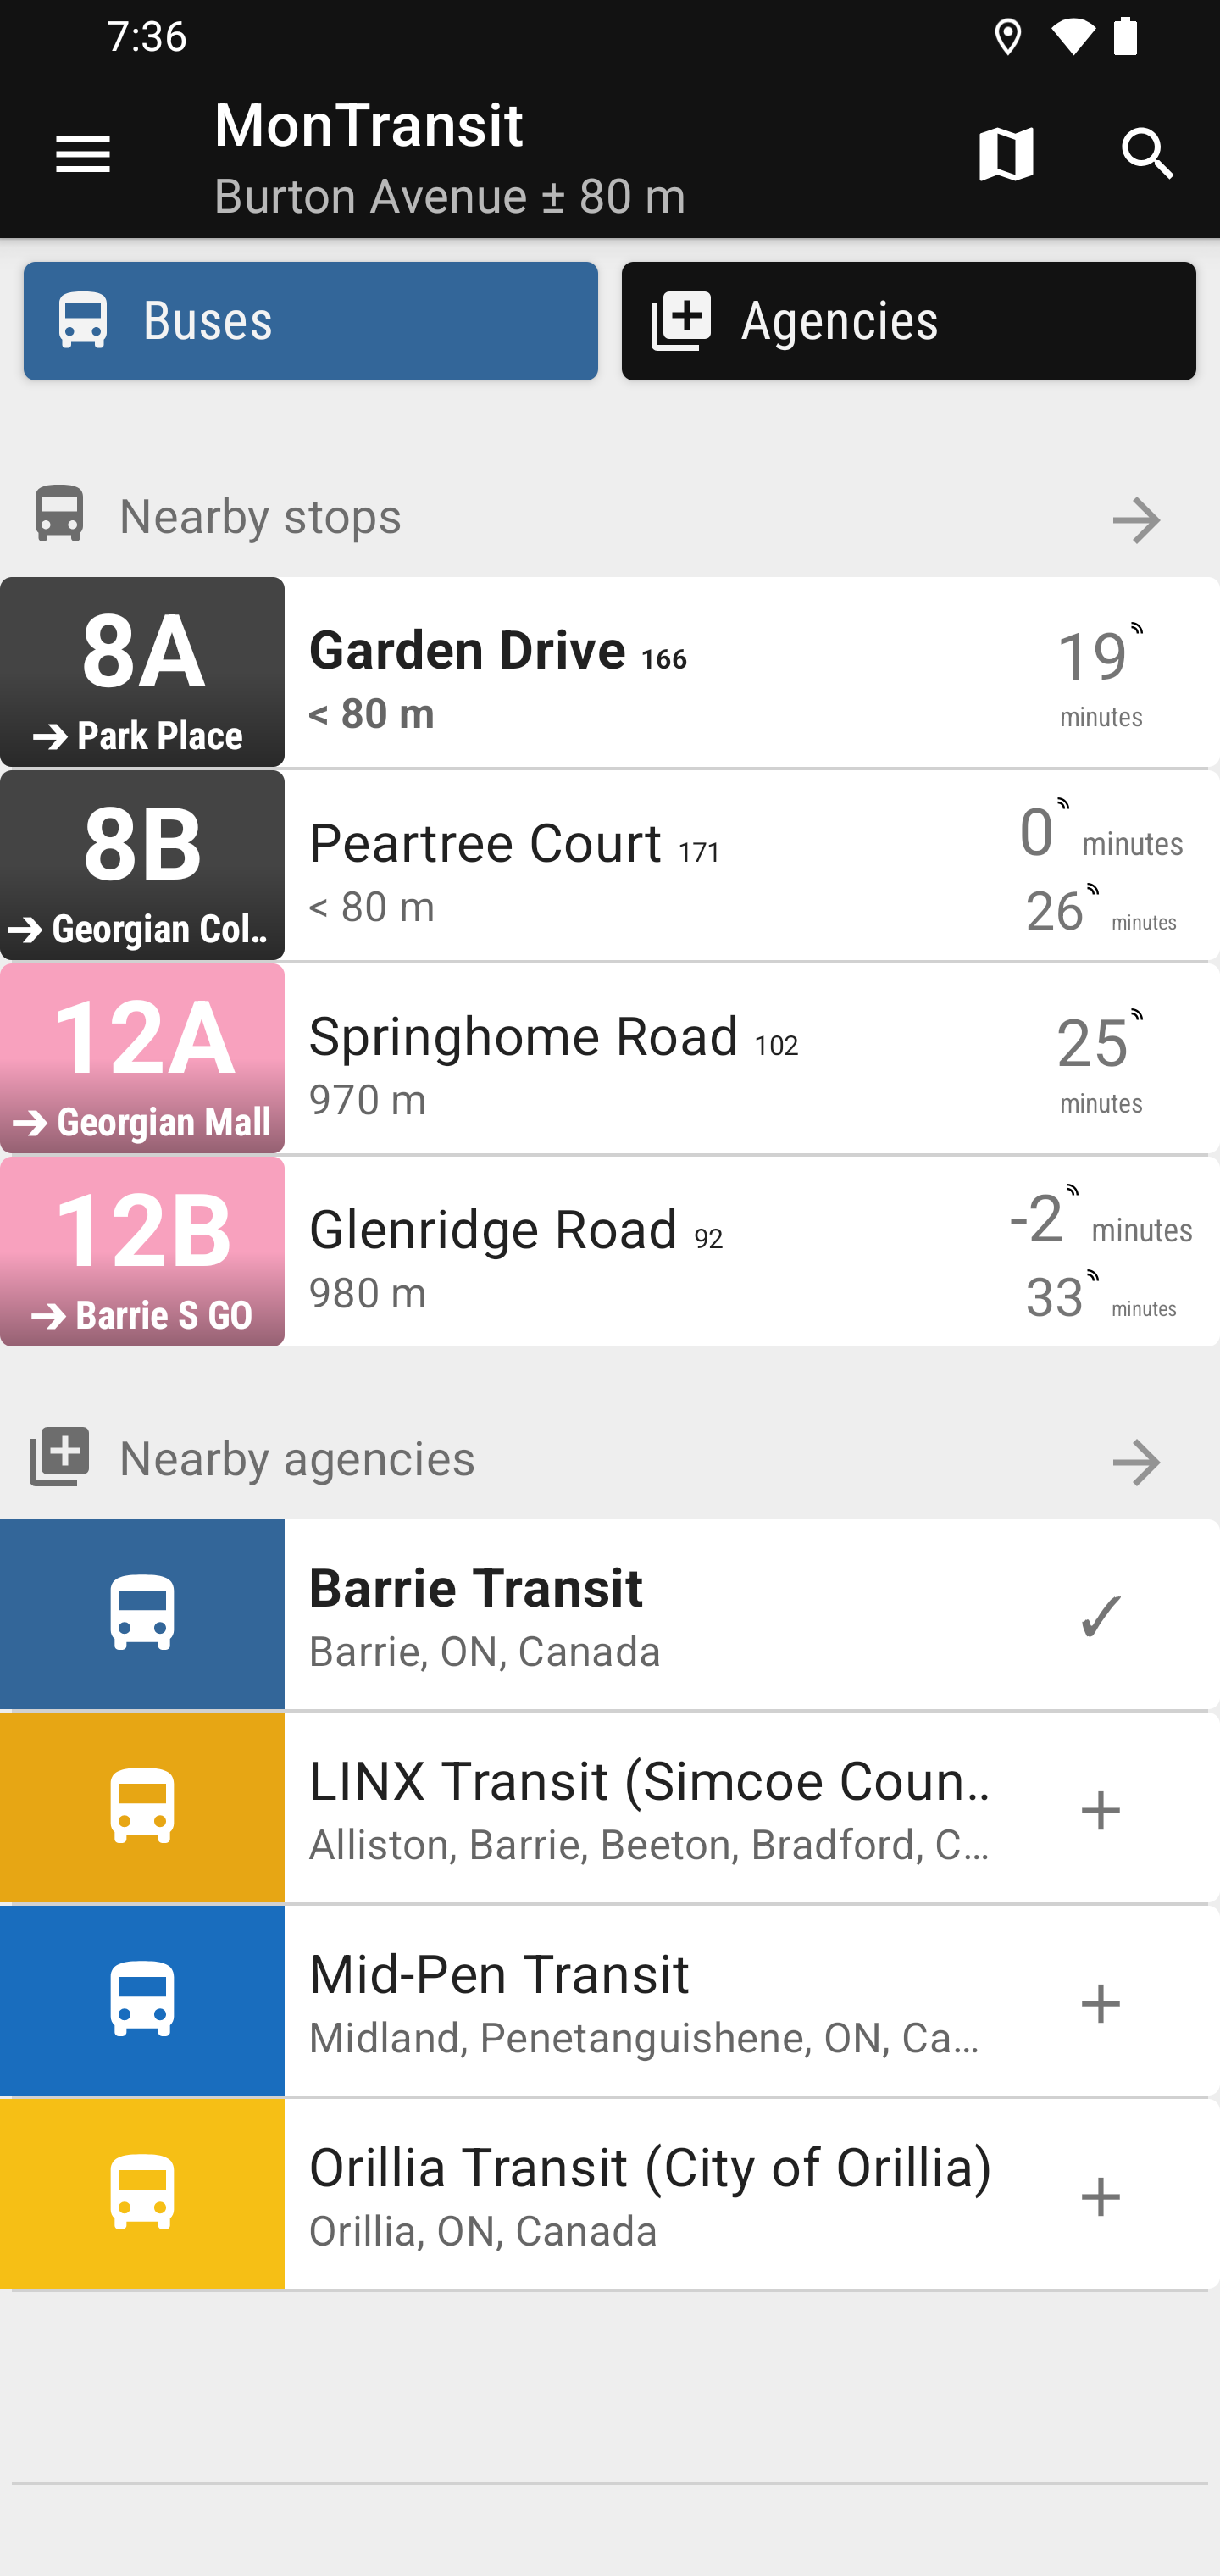 7:36
MonTransit
Burton Avenue ± 80 m
Buses
Agencies
Nearby stops
8A
→ Park Place
Garden Drive 166
< 80 m
19
minutes
8B
→ Georgian Col..
Peartree Court 171
< 80 m
0 minutes
26 minutes
12A
→ Georgian Mall
Springhome Road 102
970 m
25
minutes
12B
→ Barrie S GO
Glenridge Road 92
980 m
-2 minutes
33 minutes
Nearby agencies
Barrie Transit
Barrie, ON, Canada
✓
LINX Transit (Simcoe Coun..
Alliston, Barrie, Beeton, Bradford, C...
+
Mid-Pen Transit
Midland, Penetanguishene, ON, Ca...
+
Orillia Transit (City of Orillia)
Orillia, ON, Canada
+